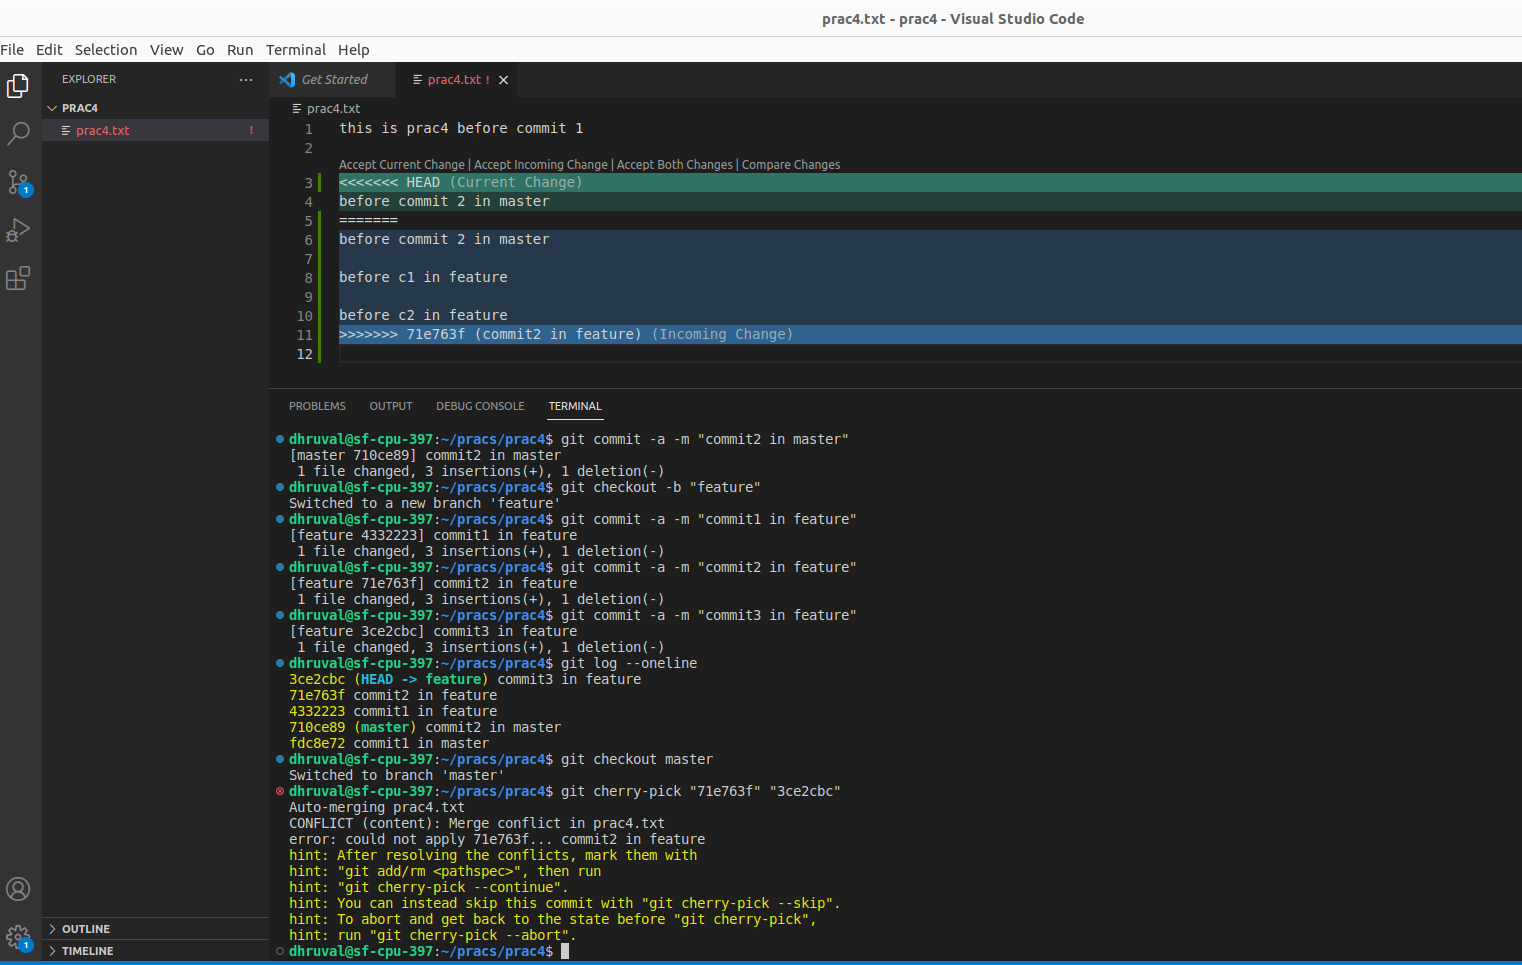 prac4.txt - prac4 - Visual Studio Code
File Edit Selection View Go Run Terminal Help
EXPLORER ···
PRAC4
prac4.txt !
1
1
OUTLINE
TIMELINE
Get Started prac4.txt !
prac4.txt
1 this is prac4 before commit 1
2
Accept Current Change | Accept Incoming Change | Accept Both Changes | Compare Changes
3 <<<<<<< HEAD (Current Change)
4 before commit 2 in master
5 =======
6 before commit 2 in master
7
8 before c1 in feature
9
10 before c2 in feature
11 >>>>>>> 71e763f (commit2 in feature) (Incoming Change)
12
PROBLEMS OUTPUT DEBUG CONSOLE TERMINAL
dhruval@sf-cpu-397:~/pracs/prac4$ git commit -a -m "commit2 in master"
[master 710ce89] commit2 in master
1 file changed, 3 insertions(+), 1 deletion(-)
dhruval@sf-cpu-397:~/pracs/prac4$ git checkout -b "feature"
Switched to a new branch 'feature'
dhruval@sf-cpu-397:~/pracs/prac4$ git commit -a -m "commit1 in feature"
[feature 4332223] commit1 in feature
1 file changed, 3 insertions(+), 1 deletion(-)
dhruval@sf-cpu-397:~/pracs/prac4$ git commit -a -m "commit2 in feature"
[feature 71e763f] commit2 in feature
1 file changed, 3 insertions(+), 1 deletion(-)
dhruval@sf-cpu-397:~/pracs/prac4$ git commit -a -m "commit3 in feature"
[feature 3ce2cbc] commit3 in feature
1 file changed, 3 insertions(+), 1 deletion(-)
dhruval@sf-cpu-397:~/pracs/prac4$ git log --oneline
3ce2cbc (HEAD -> feature) commit3 in feature
71e763f commit2 in feature
4332223 commit1 in feature
710ce89 (master) commit2 in master
fdc8e72 commit1 in master
dhruval@sf-cpu-397:~/pracs/prac4$ git checkout master
Switched to branch 'master'
dhruval@sf-cpu-397:~/pracs/prac4$ git cherry-pick "71e763f" "3ce2cbc"
Auto-merging prac4.txt
CONFLICT (content): Merge conflict in prac4.txt
error: could not apply 71e763f... commit2 in feature
hint: After resolving the conflicts, mark them with
hint: "git add/rm <pathspec>", then run
hint: "git cherry-pick --continue".
hint: You can instead skip this commit with "git cherry-pick --skip".
hint: To abort and get back to the state before "git cherry-pick",
hint: run "git cherry-pick --abort".
dhruval@sf-cpu-397:~/pracs/prac4$